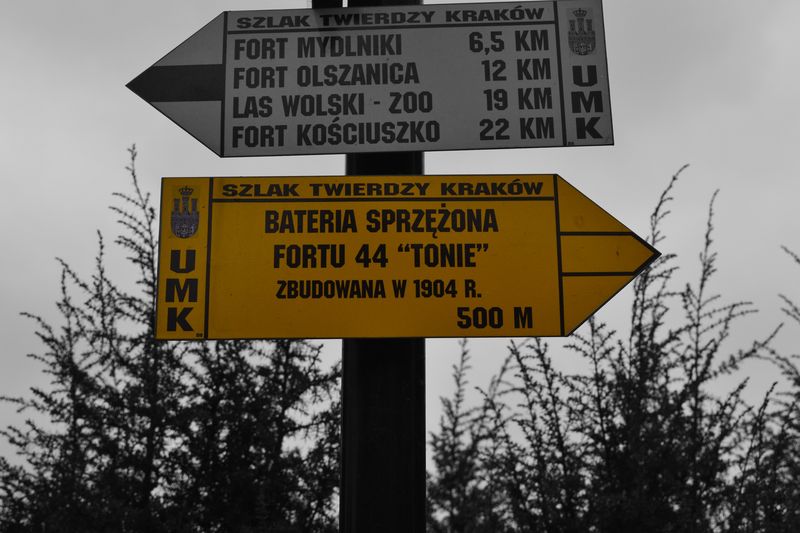 SZLAK TWIERDZY KRAKÓW
FORT MYDLNIKI 6,5 KM
FORT OLSZANICA 12 KM
LAS WOLSKI - ZOO 19 KM
FORT KOŚCIUSZKO 22 KM
UMK
SZLAK TWIERDZY KRAKÓW
BATERIA SPRZĘŻONA
FORTU 44 “TONIE”
ZBUDOWANA W 1904 R.
500 M
UMK